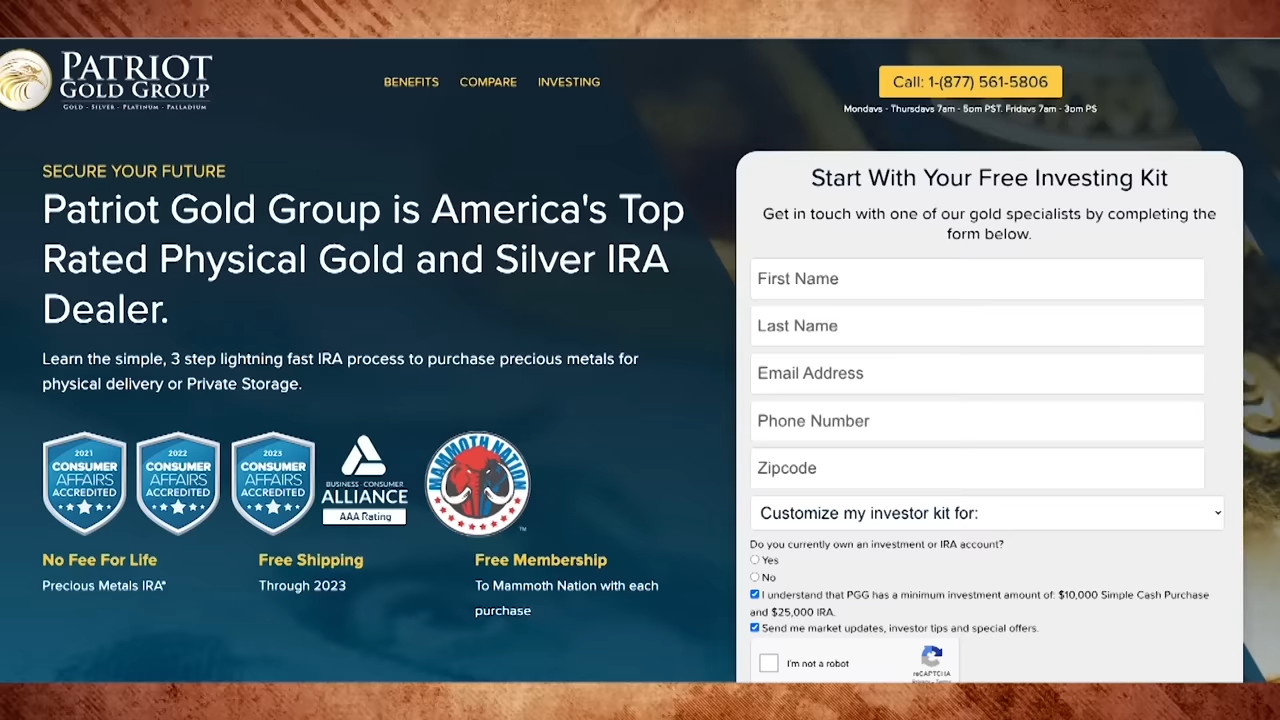 PATRIOT
GOLD GROUP
GOLD - SILVER - PLATINUM - PALLADIUM
BENEFITS
COMPARE
INVESTING
Call: 1-(877) 561-5806
Mondays - Thursdays 7am - 5pm PST. Fridays 7am - 3pm PS
SECURE YOUR FUTURE
Patriot Gold Group is America's Top
Rated Physical Gold and Silver IRA
Dealer.
Learn the simple, 3 step lightning fast IRA process to purchase precious metals for
physical delivery or Private Storage.
2021
CONSUMER
AFFAIRS
ACCREDITED
2022
CONSUMER
AFFAIRS
ACCREDITED
2023
CONSUMER
AFFAIRS
ACCREDITED
BUSINESS · CONSUMER
ALLIANCE
AAA Rating
MAMMOTH NATION
TM
No Fee For Life
Precious Metals IRA*
Free Shipping
Through 2023
Free Membership
To Mammoth Nation with each
purchase
Start With Your Free Investing Kit
Get in touch with one of our gold specialists by completing the
form below.
First Name
Last Name
Email Address
Phone Number
Zipcode
Customize my investor kit for:
Do you currently own an investment or IRA account?
Yes
No
I understand that PGG has a minimum investment amount of: $10,000 Simple Cash Purchase
and $25,000 IRA.
Send me market updates, investor tips and special offers.
I'm not a robot
reCAPTCHA
Privacy - Terms